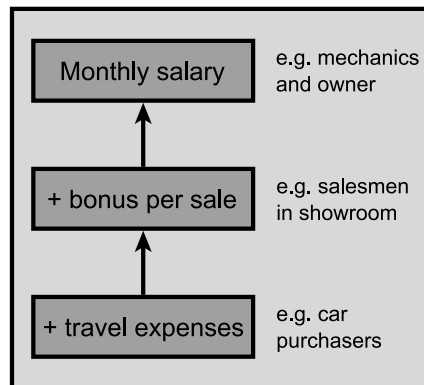 Monthly salary
e.g. mechanics
and owner
+ bonus per sale
e.g. salesmen
in showroom
+ travel expenses
e.g. car
purchasers